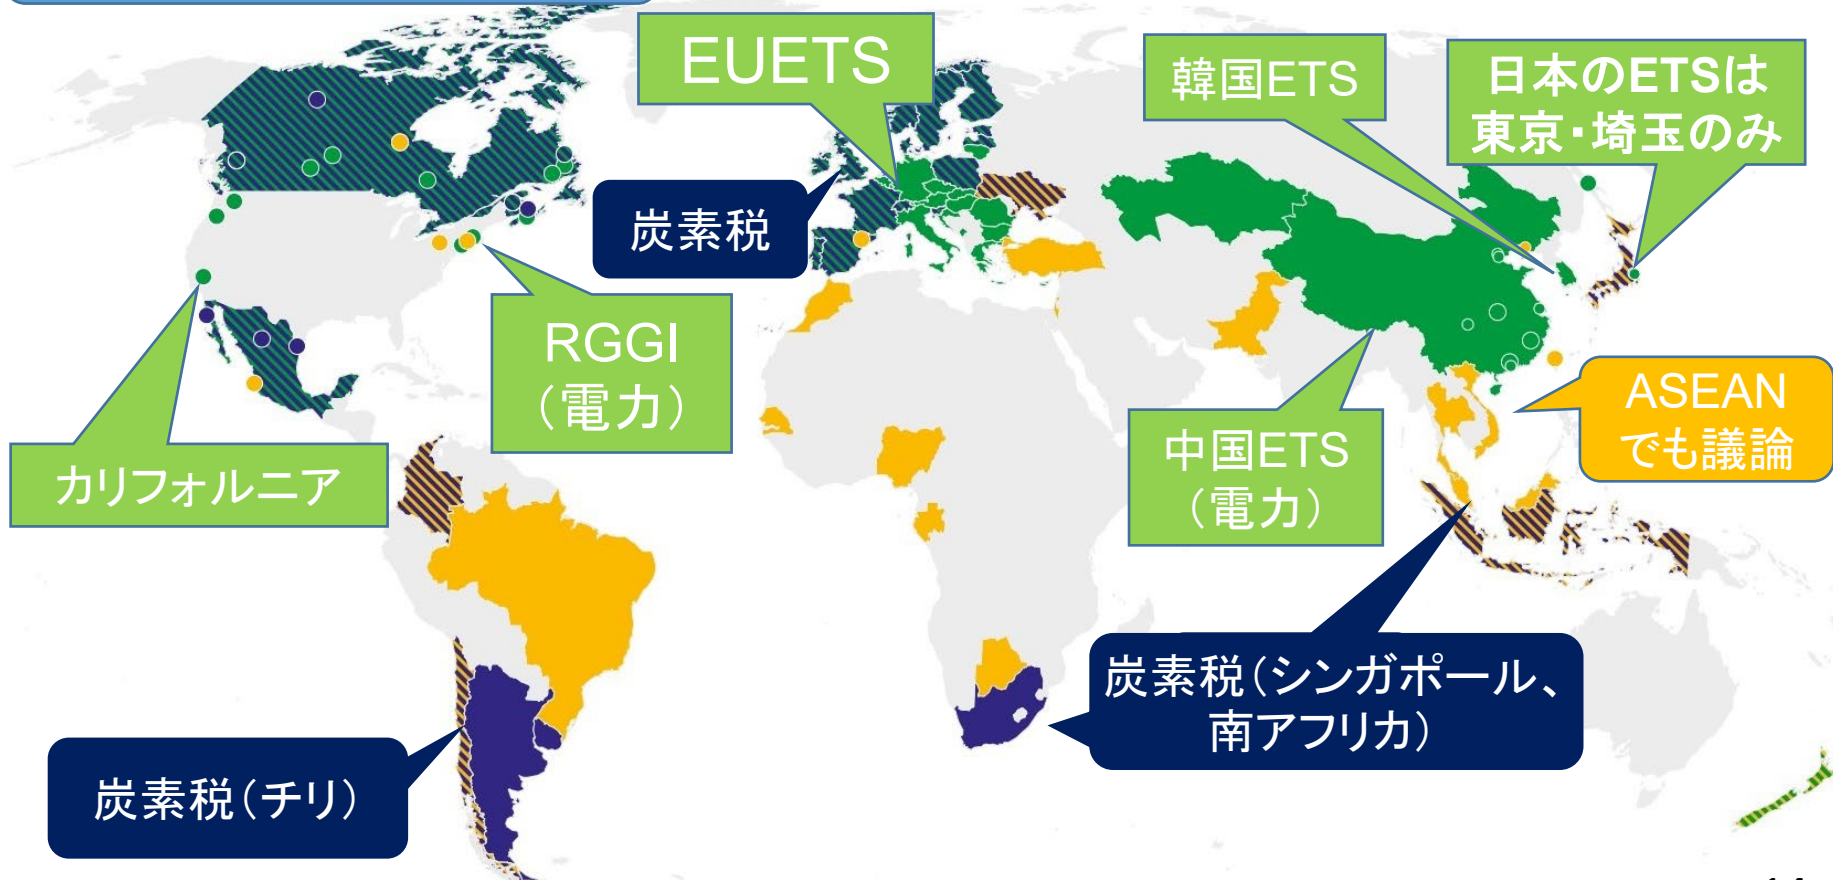 EUETS
韓国ETS
日本のETSは
東京・埼玉のみ
炭素税
RGGI
（電力）
カリフォルニア
中国ETS
（電力）
ASEAN
でも議論
炭素税（シンガポール、
南アフリカ）
炭素税（チリ）